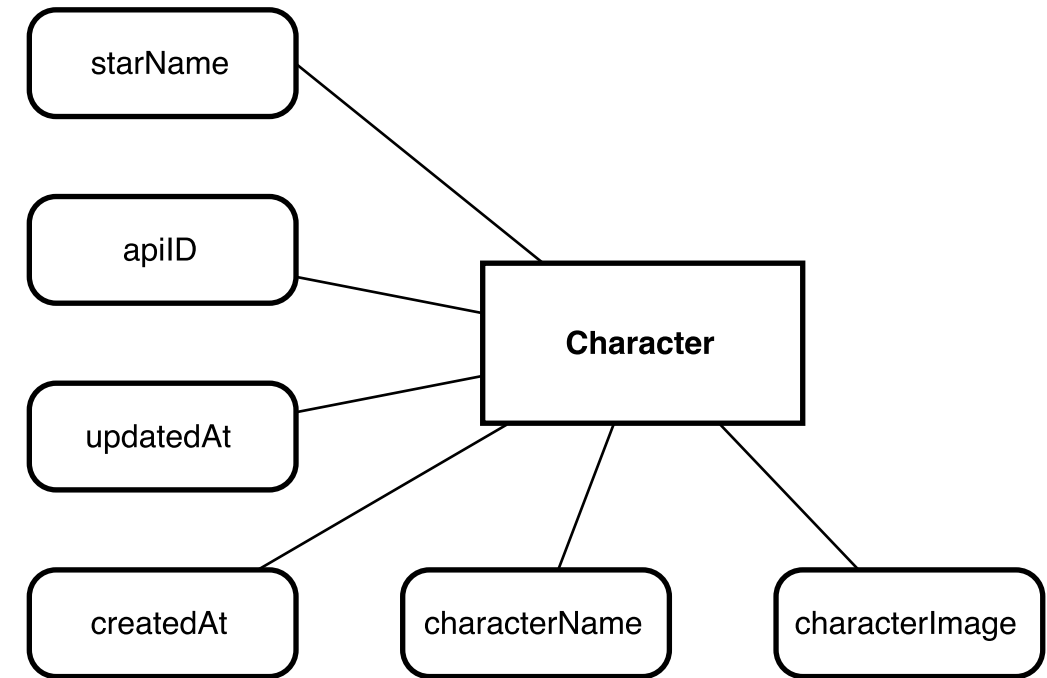 starName
apiID
Character
updatedAt
createdAt
characterName
characterImage